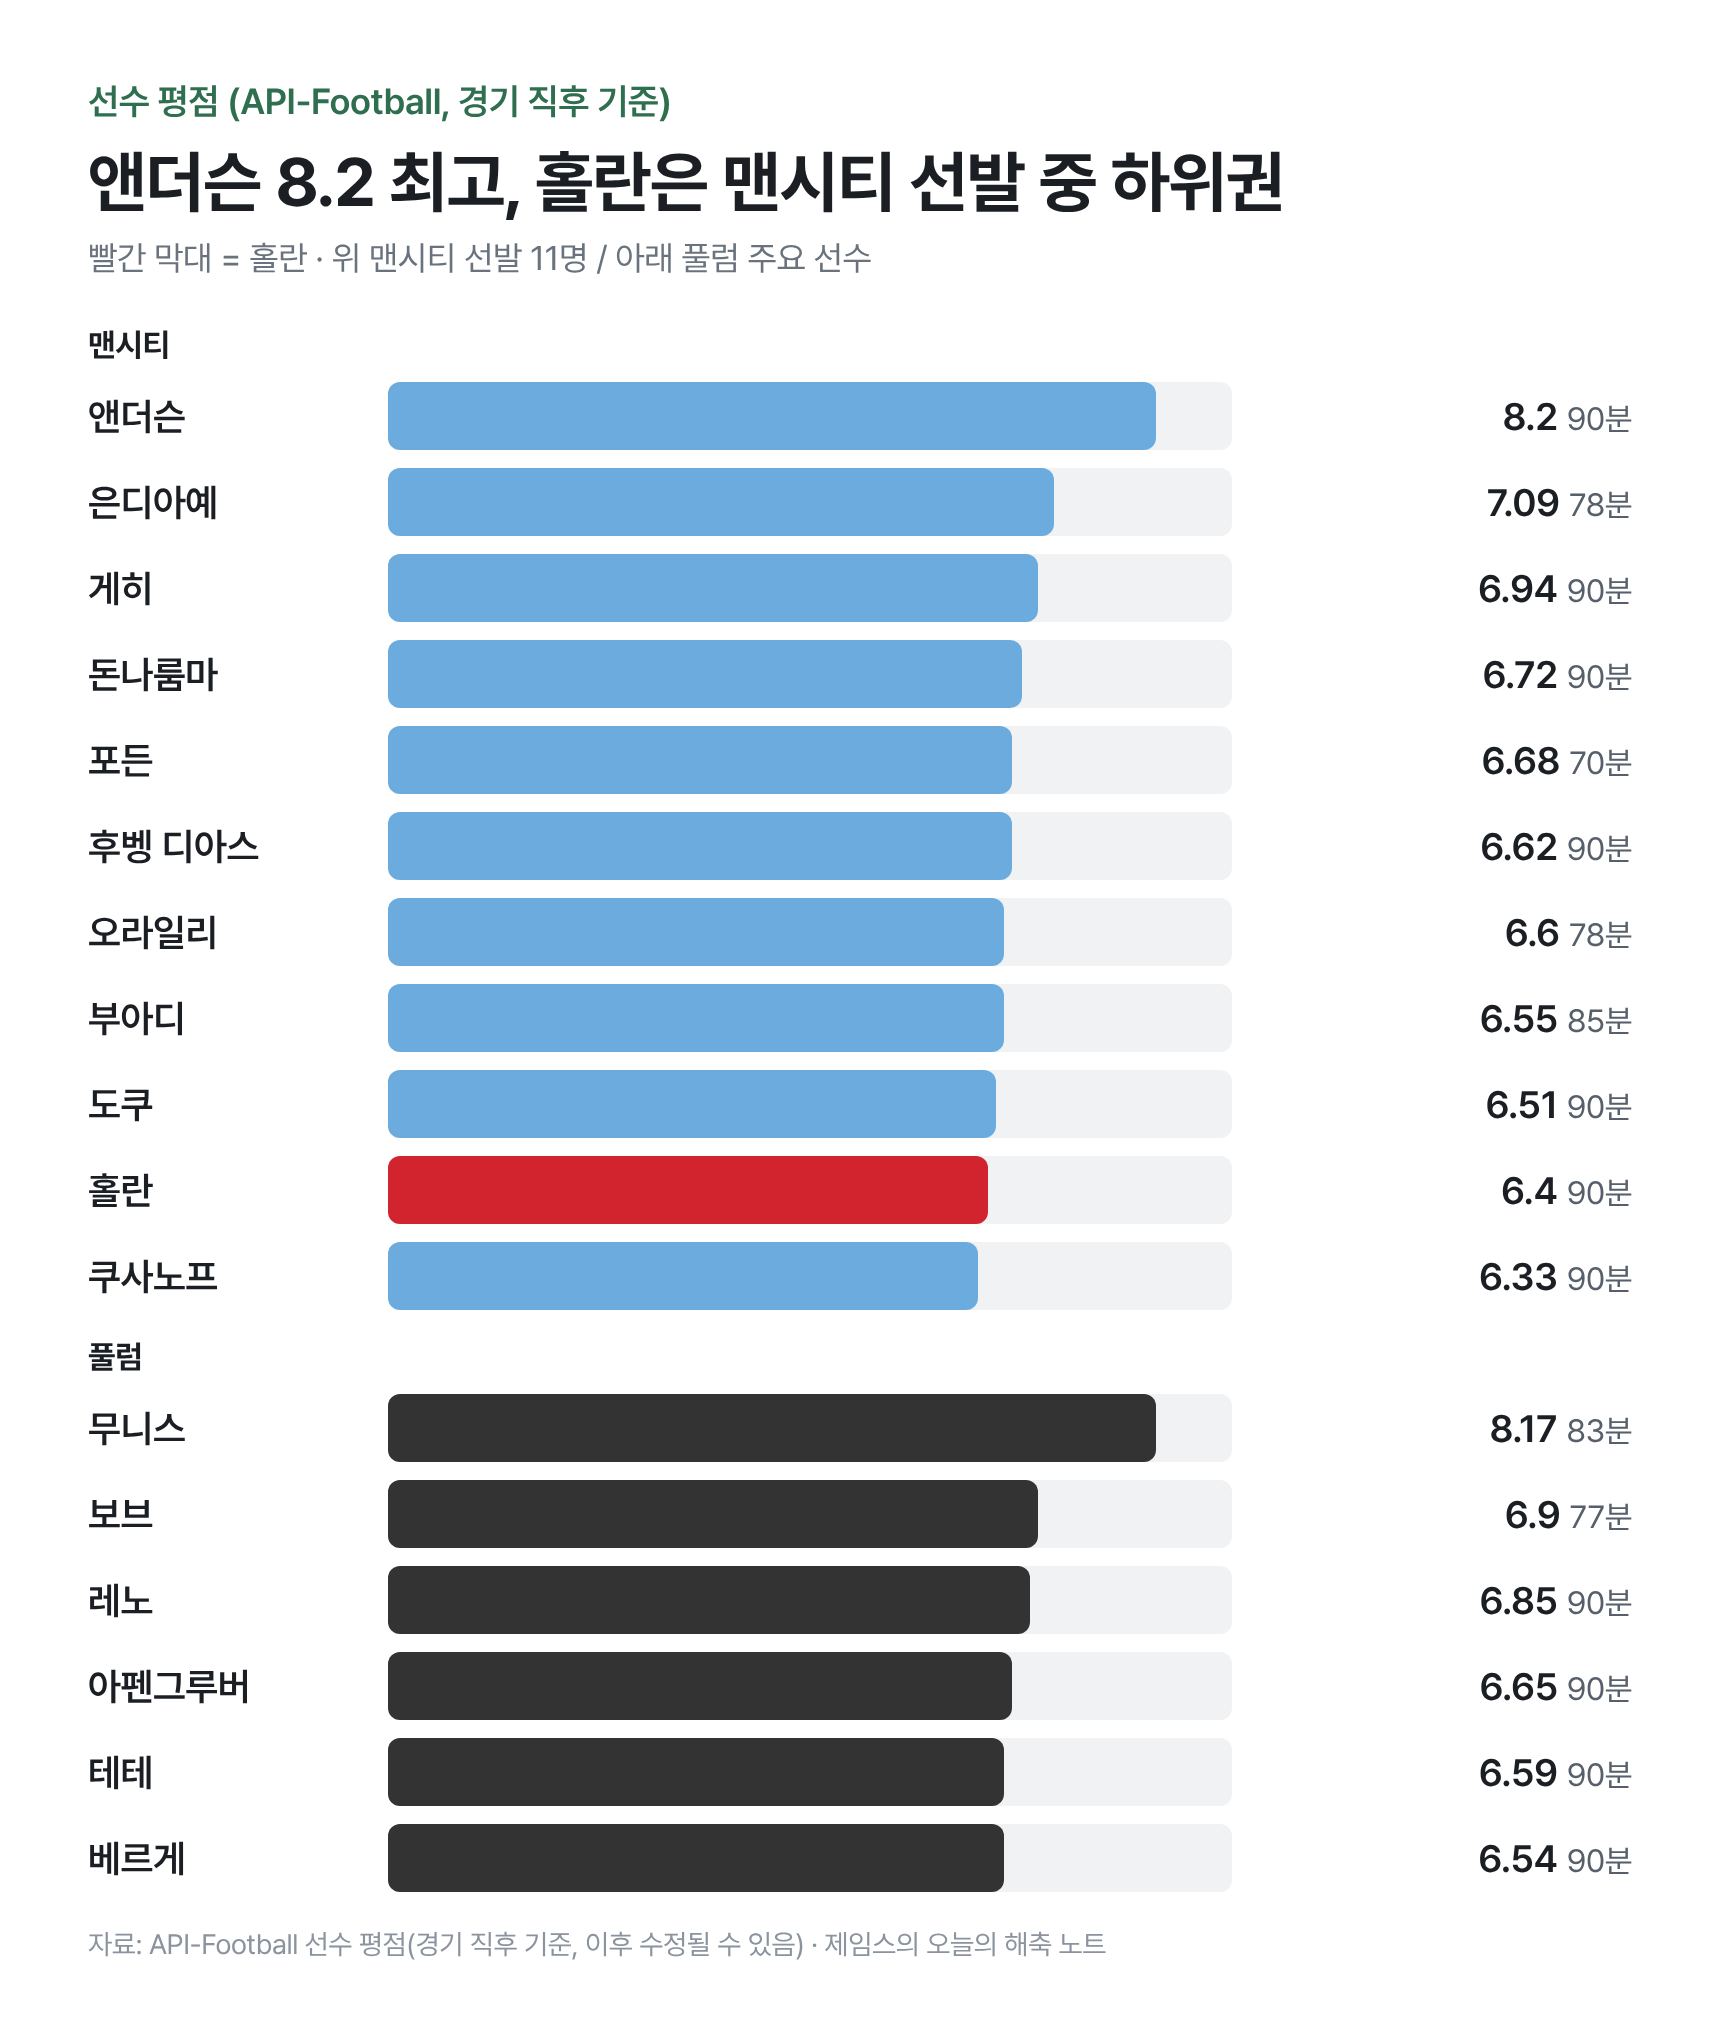 선수 평점 (API-Football, 경기 직후 기준)
앤더슨 8.2 최고, 홀란은 맨시티 선발 중 하위권
빨간 막대 = 홀란 · 위 맨시티 선발 11명 / 아래 풀럼 주요 선수
맨시티
앤더슨 8.2 90분
은디아예 7.09 78분
게히 6.94 90분
돈나룸마 6.72 90분
포든 6.68 70분
후벵 디아스 6.62 90분
오라일리 6.6 78분
부아디 6.55 85분
도쿠 6.51 90분
홀란 6.4 90분
쿠사노프 6.33 90분
풀럼
무니스 8.17 83분
보브 6.9 77분
레노 6.85 90분
아펜그루버 6.65 90분
테테 6.59 90분
베르게 6.54 90분
자료: API-Football 선수 평점(경기 직후 기준, 이후 수정될 수 있음) · 제임스의 오늘의 해축 노트